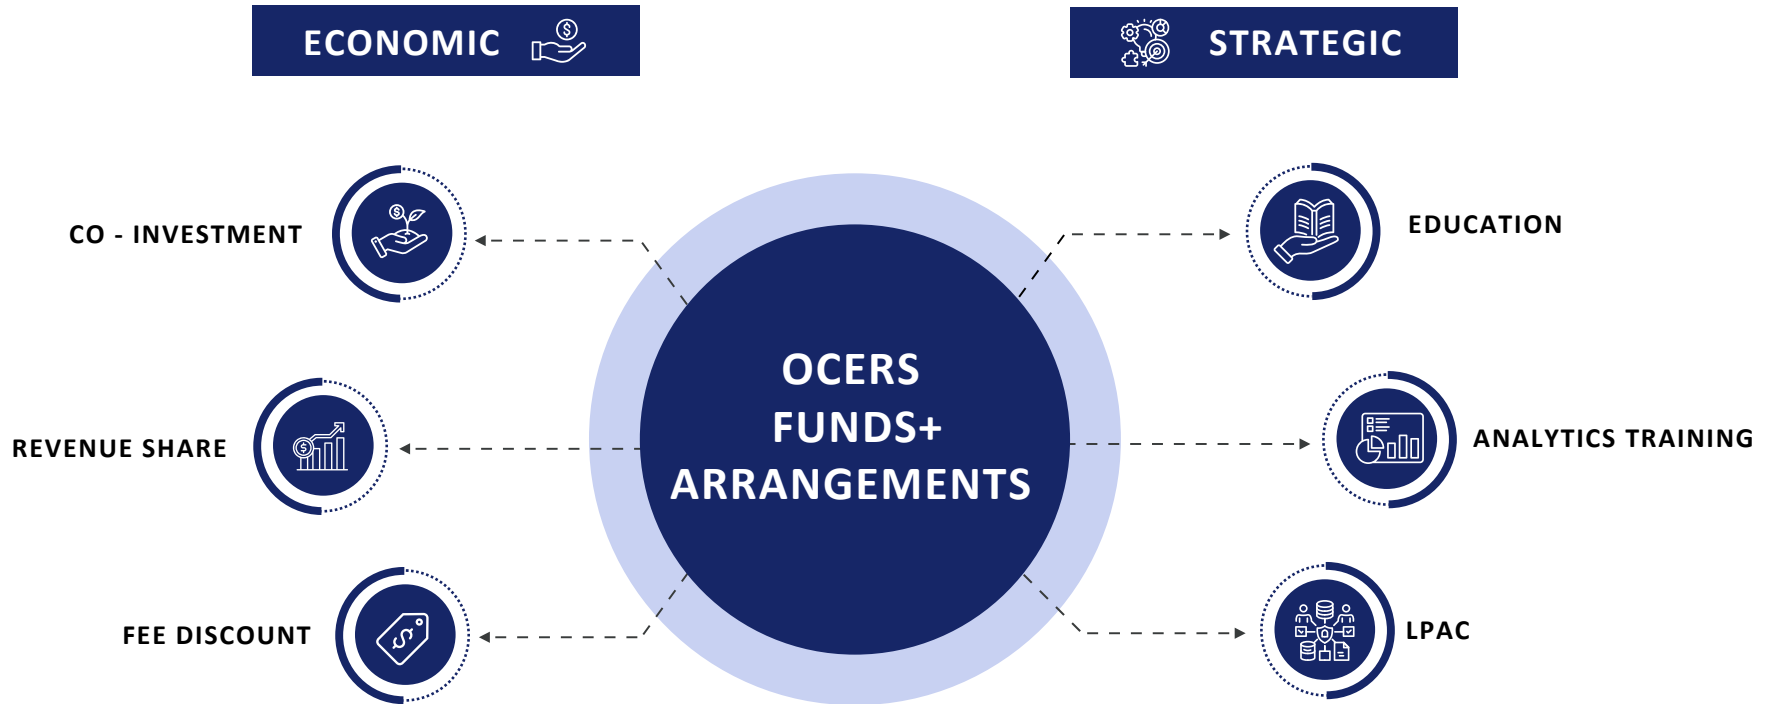 ECONOMIC
STRATEGIC
CO - INVESTMENT
EDUCATION
OCERS
FUNDS+
ARRANGEMENTS
REVENUE SHARE
ANALYTICS TRAINING
FEE DISCOUNT
LPAC